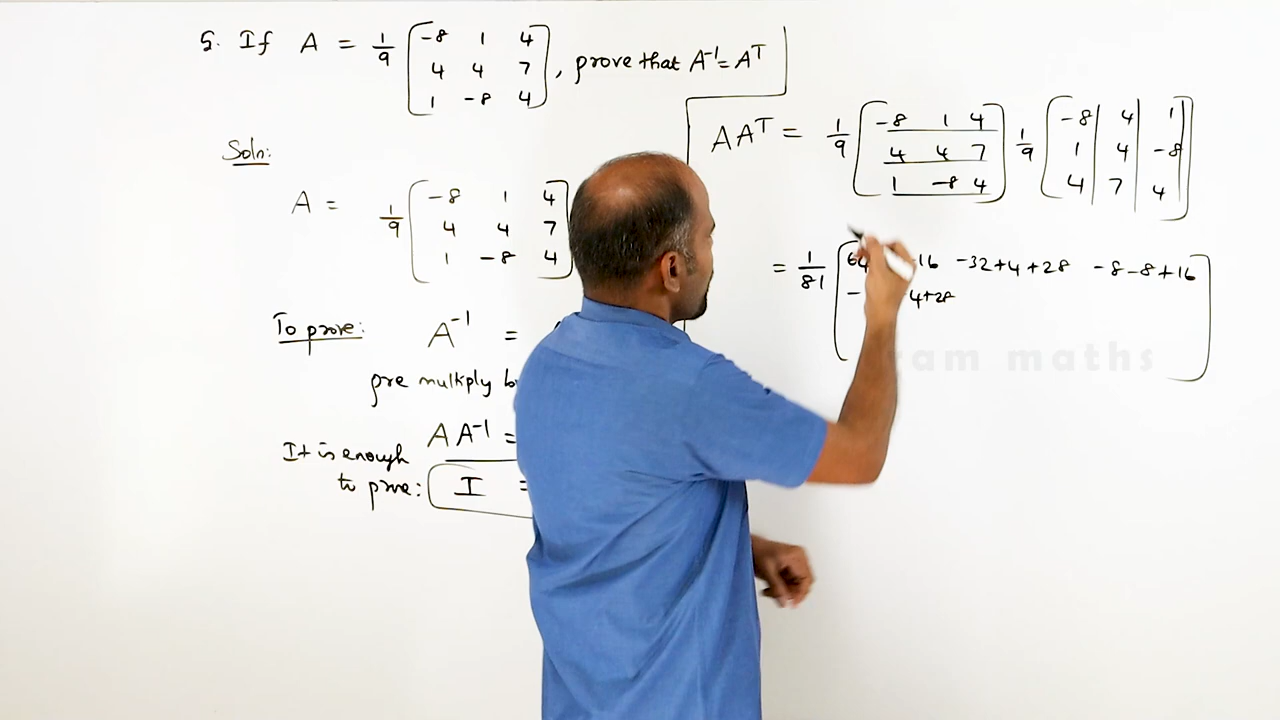 5. If A = 1/9 [-8 1 4
4 4 7
1 -8 4], prove that A⁻¹ = Aᵀ
Soln:
A = 1/9 [-8 1 4
4 4 7
1 -8 4]
To prove: A⁻¹ =
pre multiply b
A A⁻¹ =
It is enough
to prove: I =
AAᵀ = 1/9 [-8 1 4
4 4 7
1 -8 4] 1/9 [-8 4 1
1 4 -8
4 7 4]
= 1/81 [64 16 -32+4+28 -8-8+16
- 4+28
ram maths